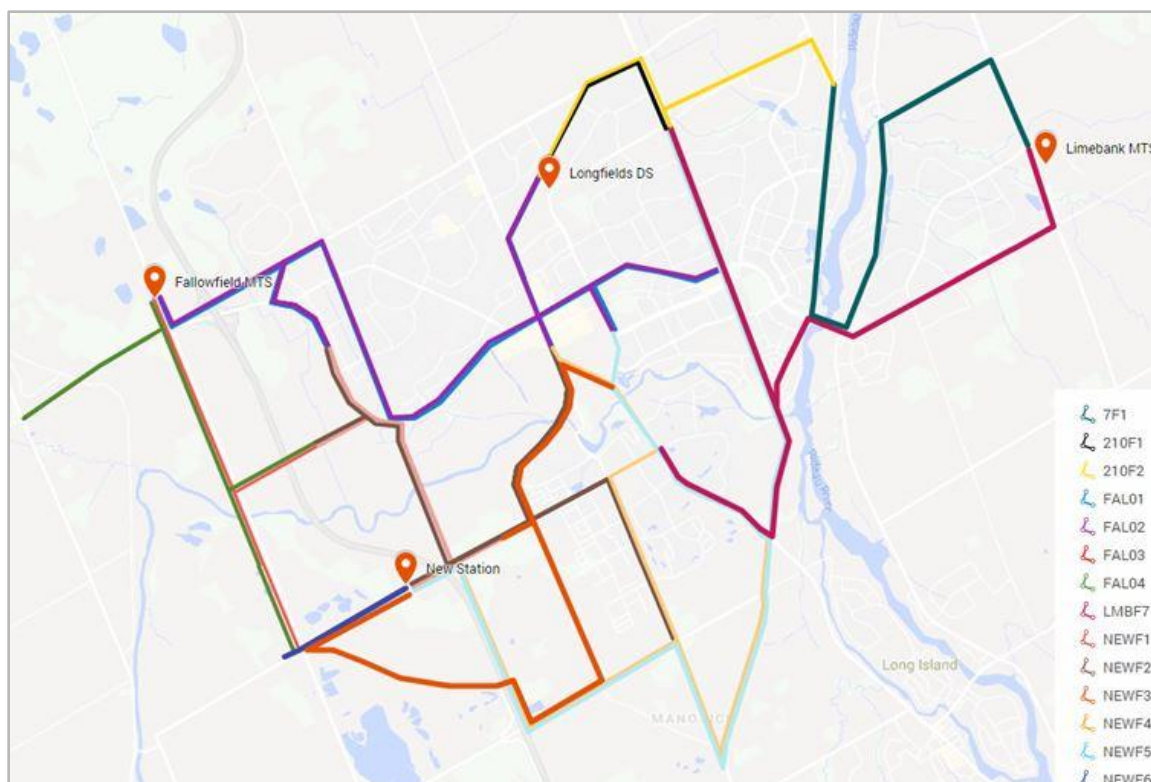 Longfields DS
Limebank MTS
Fallowfield MTS
New Station
Long Island
7F1
210F1
210F2
FAL01
FAL02
FAL03
FAL04
LMBF7
NEWF1
NEWF2
NEWF3
NEWF4
NEWF5
NEWF6